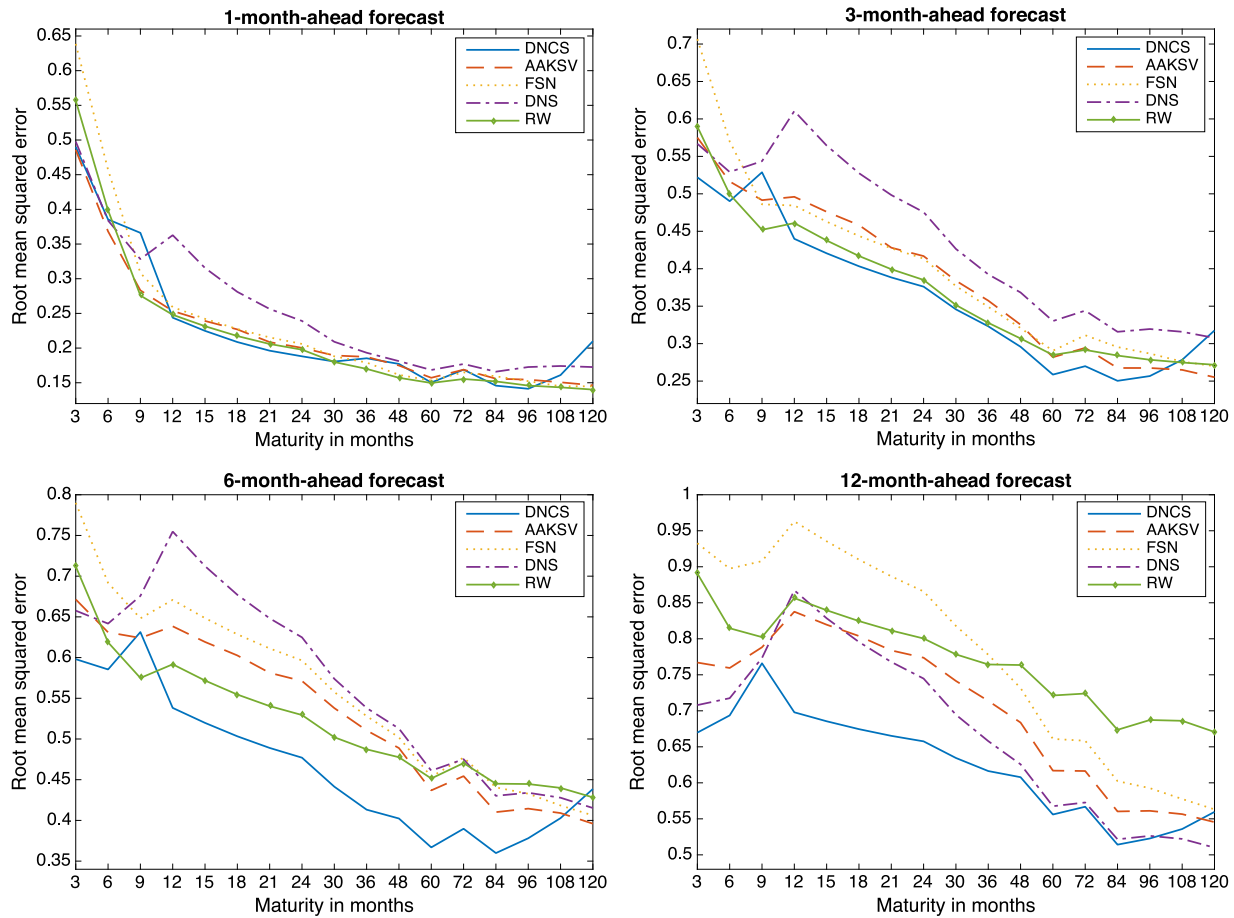 1-month-ahead forecast
Root mean squared error
0.65
0.6
0.55
0.5
0.45
0.4
0.35
0.3
0.25
0.2
0.15
DNCS
AAKSV
FSN
DNS
RW
3 6 9 12 15 18 21 24 30 36 48 60 72 84 96 108 120
Maturity in months
3-month-ahead forecast
Root mean squared error
0.7
0.65
0.6
0.55
0.5
0.45
0.4
0.35
0.3
0.25
DNCS
AAKSV
FSN
DNS
RW
3 6 9 12 15 18 21 24 30 36 48 60 72 84 96 108 120
Maturity in months
6-month-ahead forecast
Root mean squared error
0.8
0.75
0.7
0.65
0.6
0.55
0.5
0.45
0.4
0.35
DNCS
AAKSV
FSN
DNS
RW
3 6 9 12 15 18 21 24 30 36 48 60 72 84 96 108 120
Maturity in months
12-month-ahead forecast
Root mean squared error
1
0.95
0.9
0.85
0.8
0.75
0.7
0.65
0.6
0.55
0.5
DNCS
AAKSV
FSN
DNS
RW
3 6 9 12 15 18 21 24 30 36 48 60 72 84 96 108 120
Maturity in months